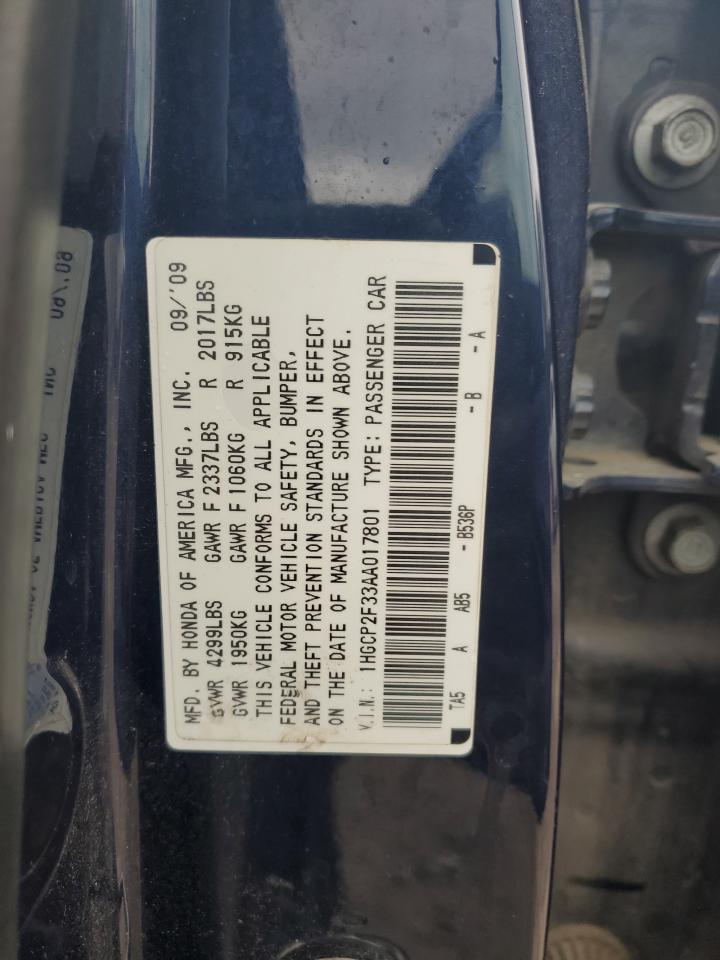 MFD. BY HONDA OF AMERICA MFG., INC. 09/'09
GVWR 4299LBS GAWR F 2337LBS R 2017LBS
GVWR 1950KG GAWR F 1060KG R 915KG
THIS VEHICLE CONFORMS TO ALL APPLICABLE
FEDERAL MOTOR VEHICLE SAFETY, BUMPER,
AND THEFT PREVENTION STANDARDS IN EFFECT
ON THE DATE OF MANUFACTURE SHOWN ABOVE.
V.I.N.: 1HGCP2F33AA017801 TYPE: PASSENGER CAR
TA5 A AB5 - B536P - B - A